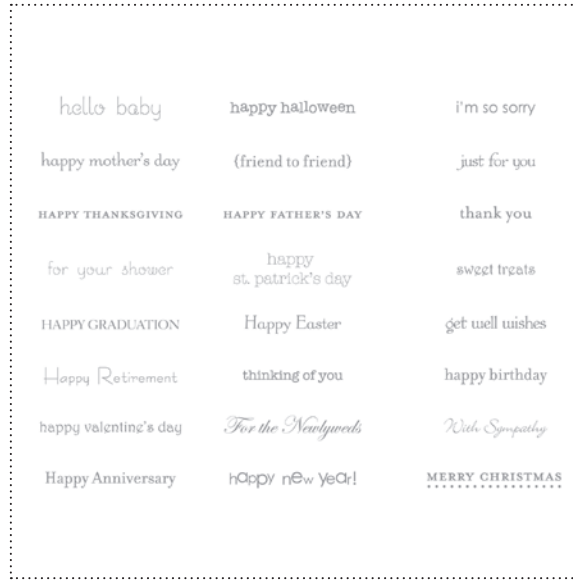 hello baby
happy halloween
i'm so sorry
happy mother's day
{friend to friend}
just for you
HAPPY THANKSGIVING
HAPPY FATHER'S DAY
thank you
for your shower
happy
st. patrick's day
sweet treats
HAPPY GRADUATION
Happy Easter
get well wishes
Happy Retirement
thinking of you
happy birthday
happy valentine's day
For the Newlyweds
With Sympathy
Happy Anniversary
happy new year!
MERRY CHRISTMAS